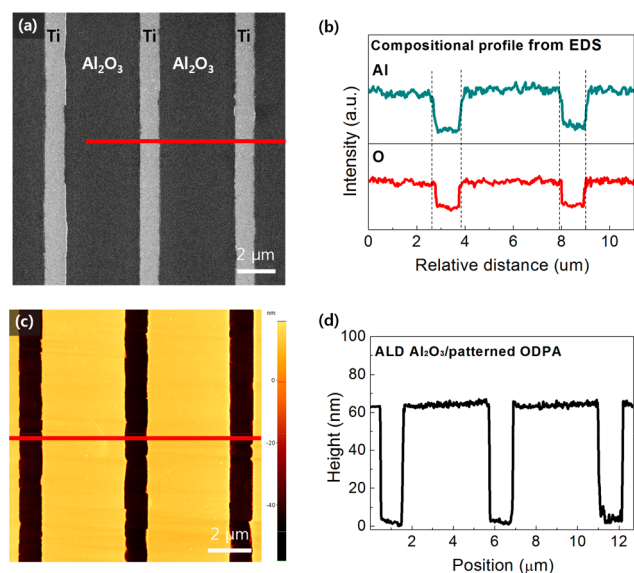 (a)
Ti Ti Ti
Al₂O₃ Al₂O₃
2 μm
(b)
Compositional profile from EDS
Al
O
Intensity (a.u.)
0 2 4 6 8 10
Relative distance (um)
(c)
nm
0
-20
-40
2 μm
(d)
ALD Al₂O₃/patterned ODPA
100
80
60
40
20
0
Height (nm)
2 4 6 8 10 12
Position (μm)